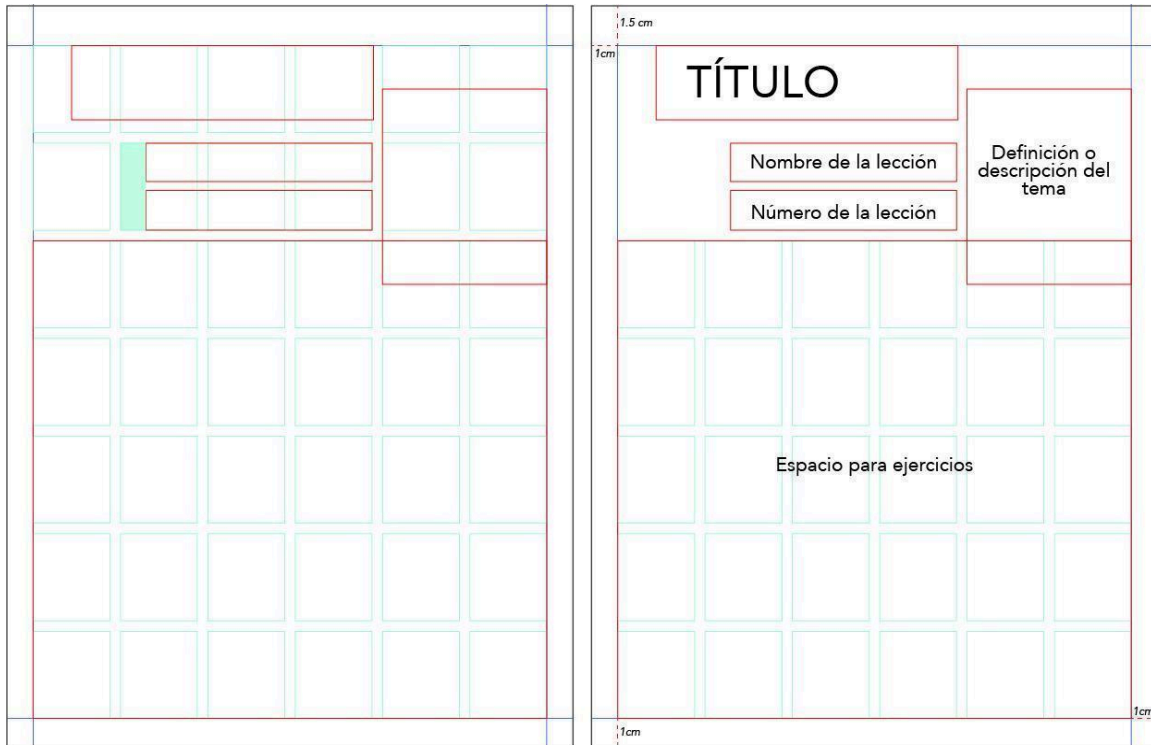 1.5 cm
1cm
TÍTULO
Nombre de la lección
Número de la lección
Definición o
descripción del
tema
Espacio para ejercicios
1cm
1cm